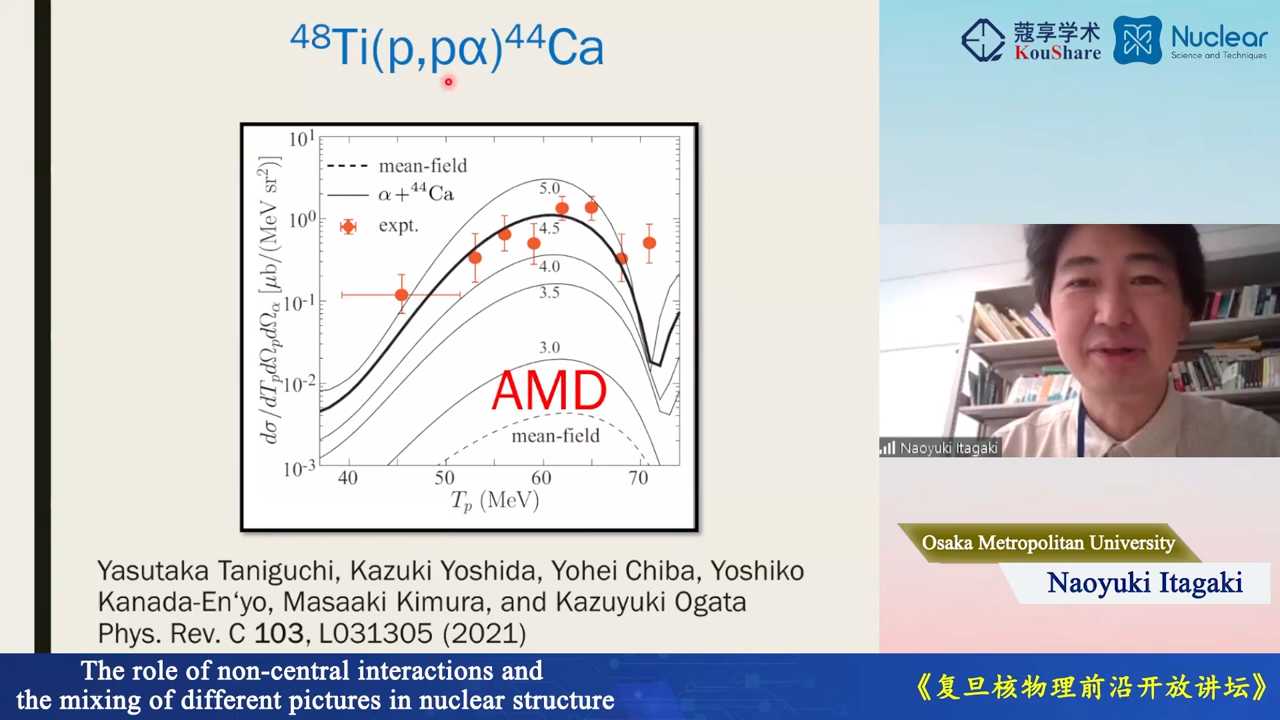 ⁴⁸Ti(p,pα)⁴⁴Ca
10¹
10⁰
10⁻¹
10⁻²
10⁻³
dσ/dTₚdΩₚdΩ_α [μb/(MeV sr²)]
mean-field
α+⁴⁴Ca
expt.
5.0
4.5
4.0
3.5
3.0
AMD
mean-field
40 50 60 70
Tₚ (MeV)
Yasutaka Taniguchi, Kazuki Yoshida, Yohei Chiba, Yoshiko
Kanada-En‘yo, Masaaki Kimura, and Kazuyuki Ogata
Phys. Rev. C 103, L031305 (2021)
蔻享学术
KouShare
Nuclear
Science and Techniques
Naoyuki Itagaki
Osaka Metropolitan University
Naoyuki Itagaki
The role of non-central interactions and
the mixing of different pictures in nuclear structure
《复旦核物理前沿开放讲坛》